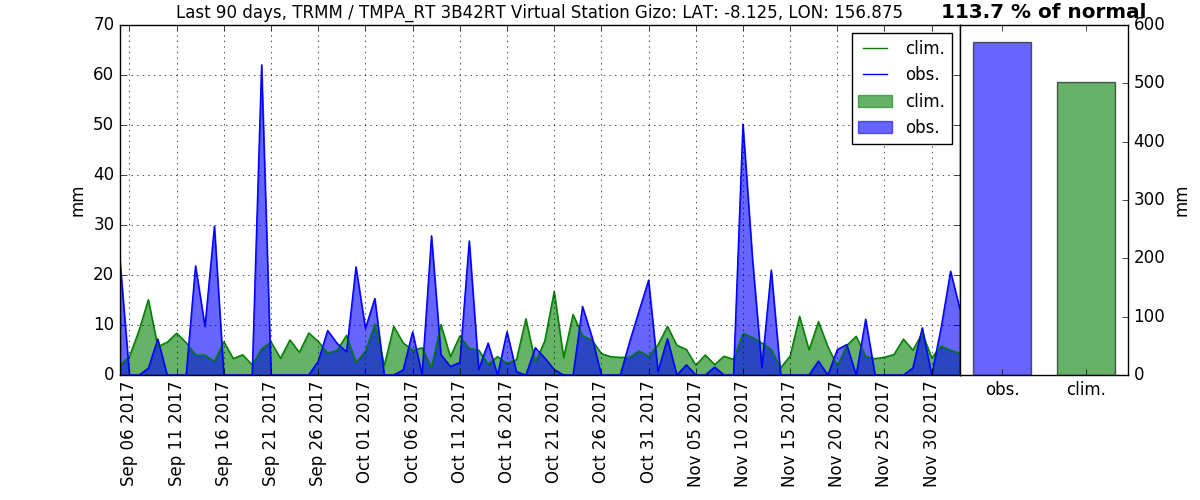 Last 90 days, TRMM / TMPA_RT 3B42RT Virtual Station Gizo: LAT: -8.125, LON: 156.875
113.7 % of normal
70
60
50
40
30
20
10
0
mm
clim.
obs.
clim.
obs.
600
500
400
300
200
100
0
mm
obs.
clim.
Sep 06 2017
Sep 11 2017
Sep 16 2017
Sep 21 2017
Sep 26 2017
Oct 01 2017
Oct 06 2017
Oct 11 2017
Oct 16 2017
Oct 21 2017
Oct 26 2017
Oct 31 2017
Nov 05 2017
Nov 10 2017
Nov 15 2017
Nov 20 2017
Nov 25 2017
Nov 30 2017